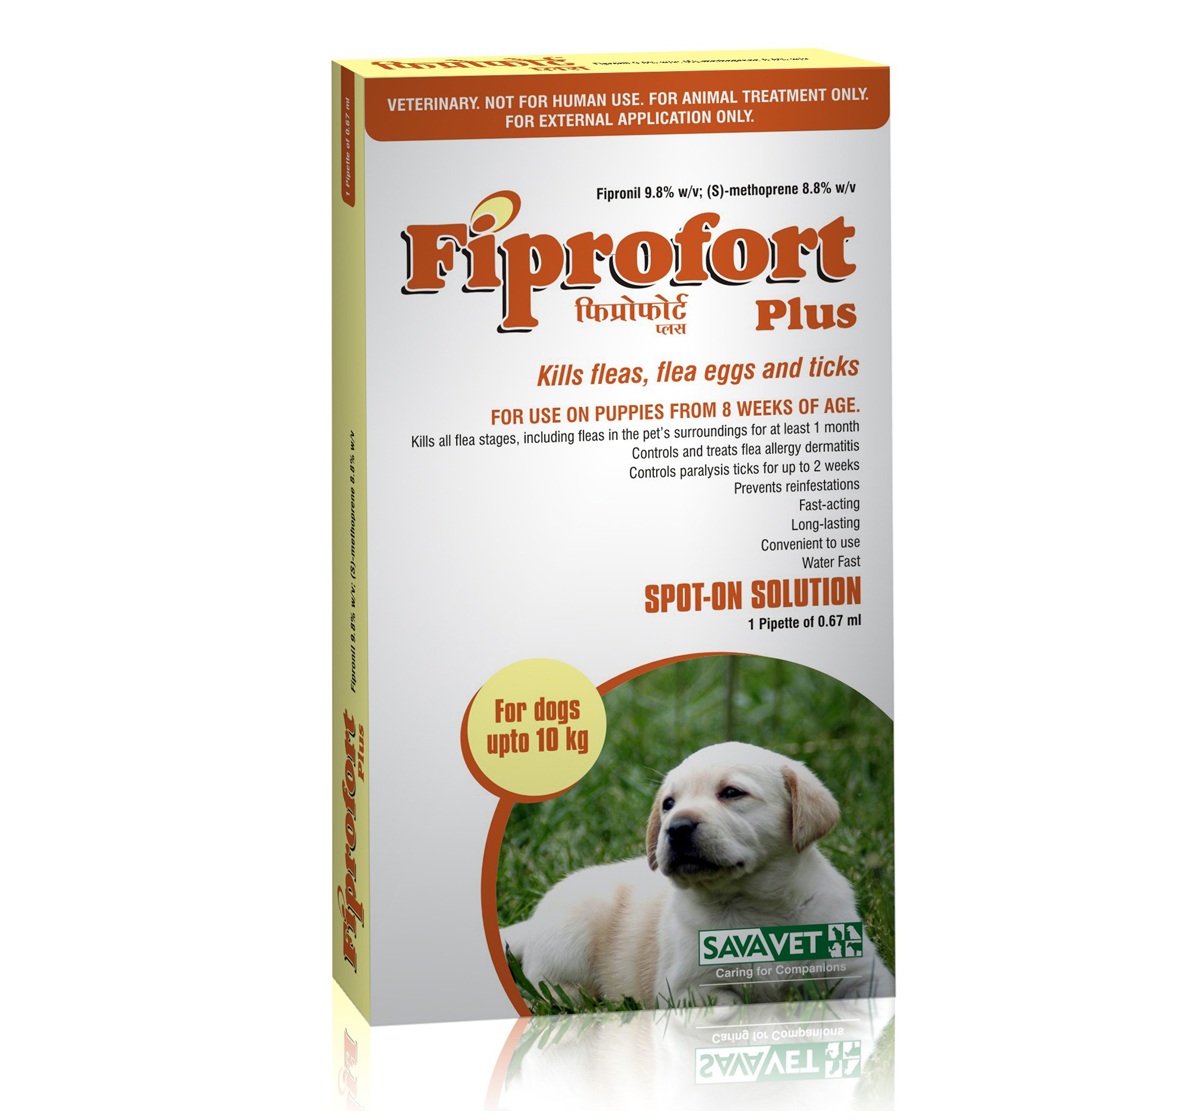 फिप्रोफोर्ट
प्लस
VETERINARY. NOT FOR HUMAN USE. FOR ANIMAL TREATMENT ONLY.
FOR EXTERNAL APPLICATION ONLY.
1 Pipette of 0.67 ml
Fipronil 9.8% w/v; (S)-methoprene 8.8% w/v
Fiprofort
फिप्रोफोर्ट
प्लस
Plus
Kills fleas, flea eggs and ticks
FOR USE ON PUPPIES FROM 8 WEEKS OF AGE.
Kills all flea stages, including fleas in the pet's surroundings for at least 1 month
Controls and treats flea allergy dermatitis
Controls paralysis ticks for up to 2 weeks
Prevents reinfestations
Fast-acting
Long-lasting
Convenient to use
Water Fast
SPOT-ON SOLUTION
1 Pipette of 0.67 ml
For dogs
upto 10 kg
SAVAVET
Caring for Companions
Fipronil 9.8% w/v; (S)-methoprene 8.8% w/v
Fiprofort
Plus